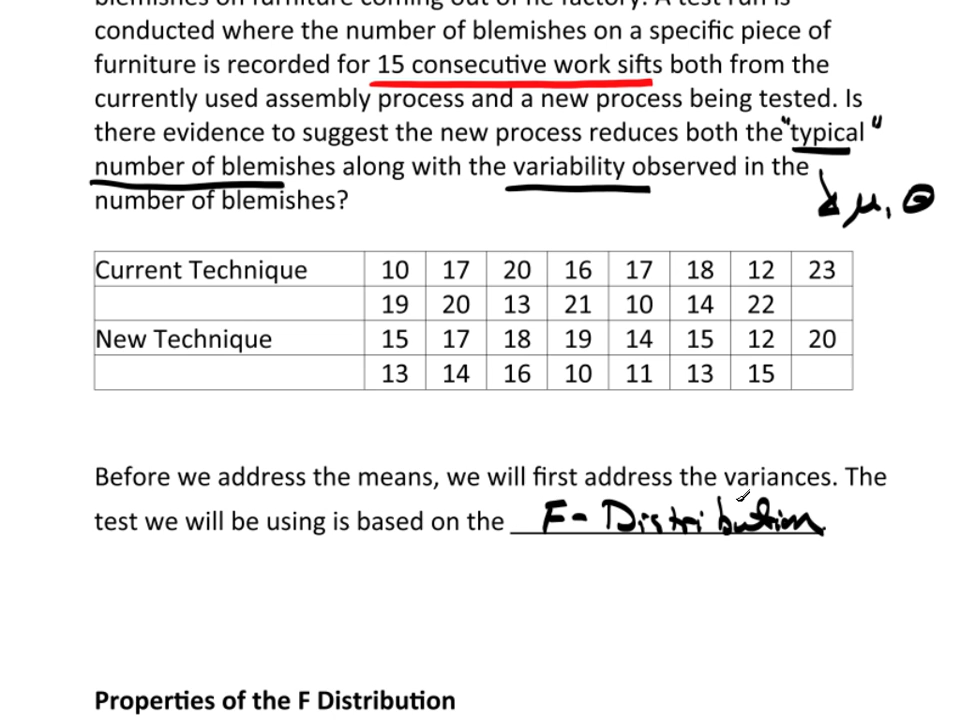 conducted where the number of blemishes on a specific piece of
furniture is recorded for 15 consecutive work sifts both from the
currently used assembly process and a new process being tested. Is
there evidence to suggest the new process reduces both the "typical"
number of blemishes along with the variability observed in the
number of blemishes?
μ,
Current Technique 10 17 20 16 17 18 12 23
19 20 13 21 10 14 22
New Technique 15 17 18 19 14 15 12 20
13 14 16 10 11 13 15
Before we address the means, we will first address the variances. The
test we will be using is based on the F-Distribution.
Properties of the F Distribution